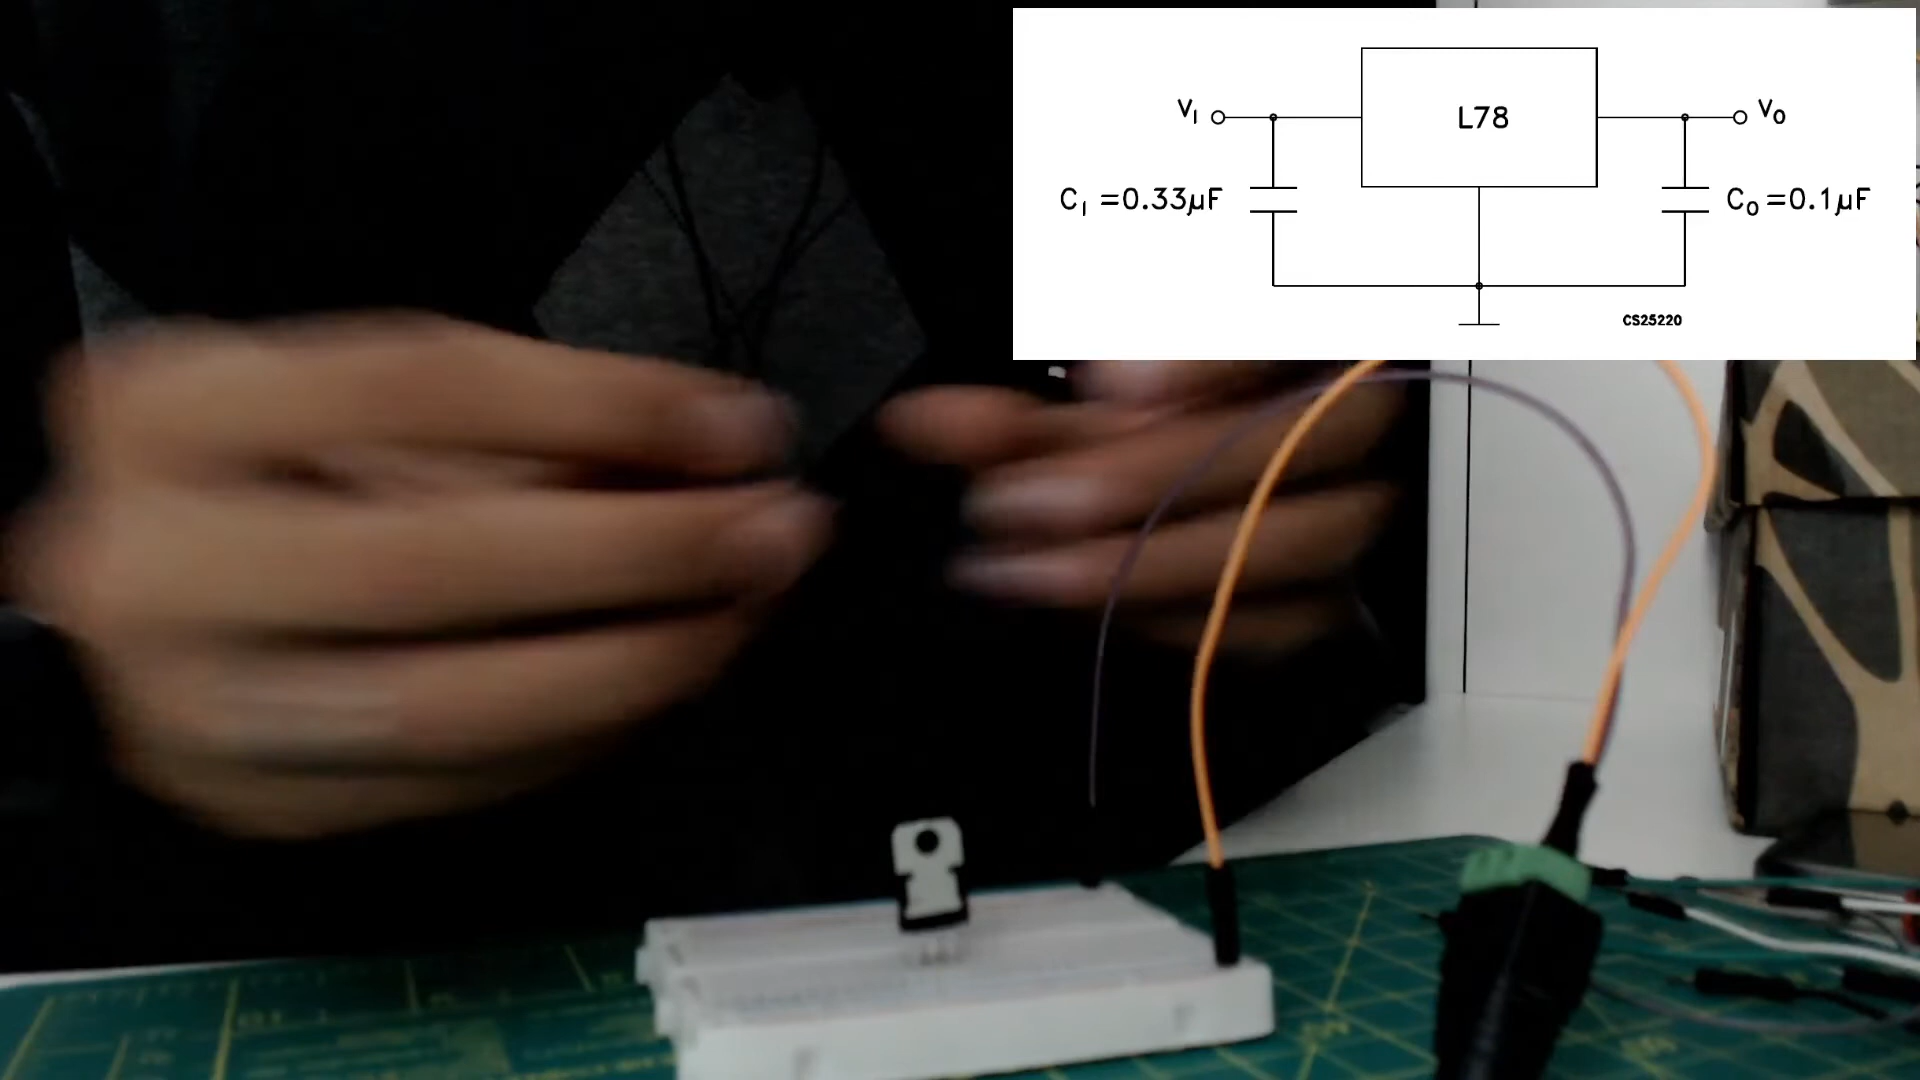 V_I
L78
V_O
C_I =0.33μF
C_O =0.1μF
CS25220